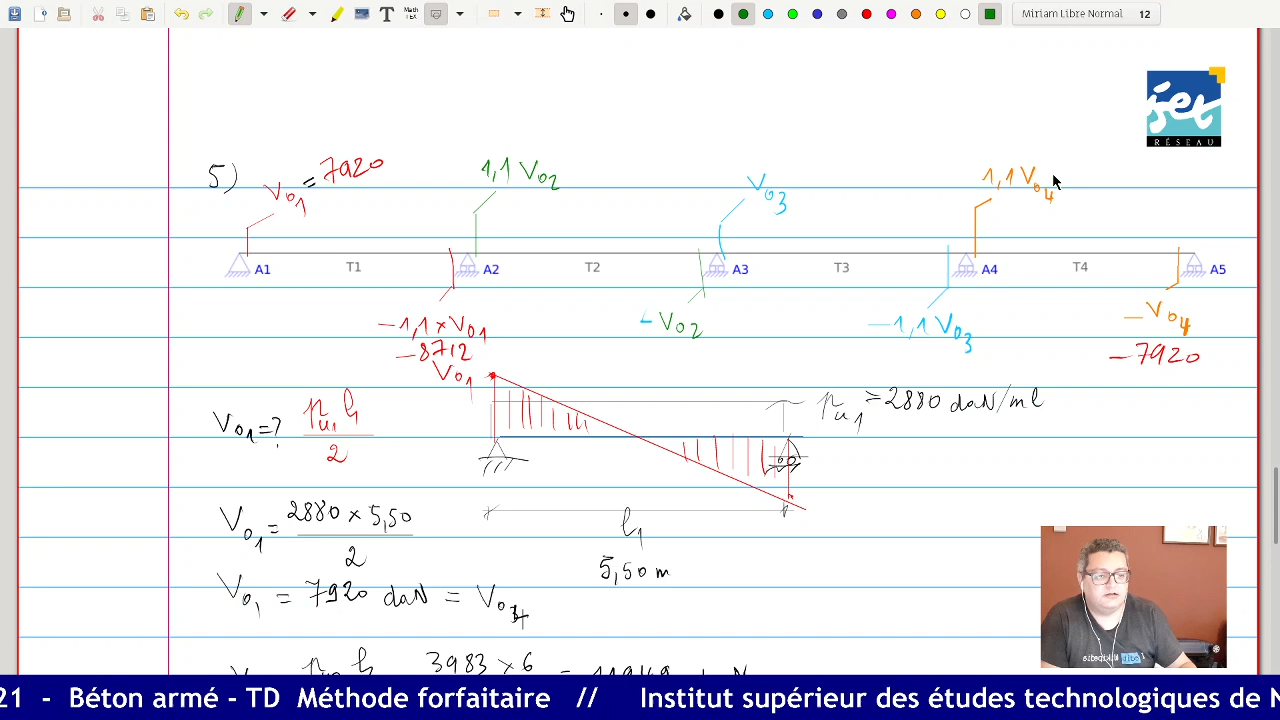 Miriam Libre Normal 12
T Math TEX
ıset
RÉSEAU
5)
V01 = 7920
1,1 V02
V03
1,1 V04
A1 T1 A2 T2 A3 T3 A4 T4 A5
-1,1 × V01
-8712
- V02
-1,1 V03
- V04
-7920
V01
V01 = ? pu1 l1 / 2
pu1 = 2880 daN/ml
V01 = 2880 × 5,50 / 2
l1
5,50 m
V01 = 7920 daN = V04
3983 × 6
21 - Béton armé - TD Méthode forfaitaire // Institut supérieur des études technologiques de N